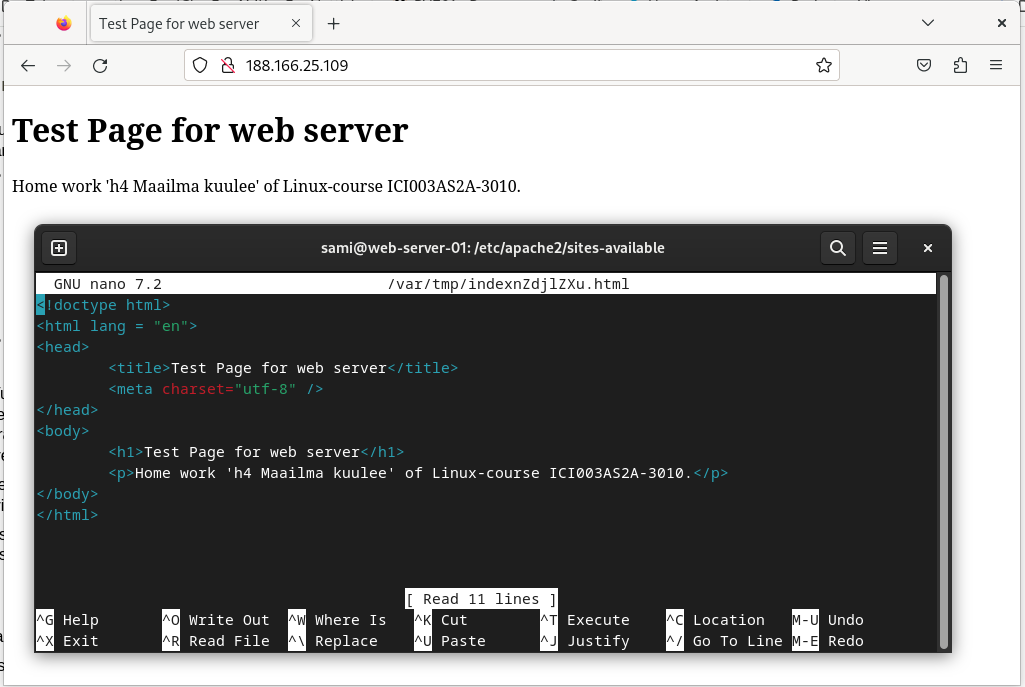 Test Page for web server
188.166.25.109
Test Page for web server
Home work 'h4 Maailma kuulee' of Linux-course ICI003AS2A-3010.
sami@web-server-01: /etc/apache2/sites-available
GNU nano 7.2 /var/tmp/indexnZdjlZXu.html
<!doctype html>
<html lang = "en">
<head>
<title>Test Page for web server</title>
<meta charset="utf-8" />
</head>
<body>
<h1>Test Page for web server</h1>
<p>Home work 'h4 Maailma kuulee' of Linux-course ICI003AS2A-3010.</p>
</body>
</html>
[ Read 11 lines ]
^G Help ^O Write Out ^W Where Is ^K Cut ^T Execute ^C Location M-U Undo
^X Exit ^R Read File ^\ Replace ^U Paste ^J Justify ^/ Go To Line M-E Redo